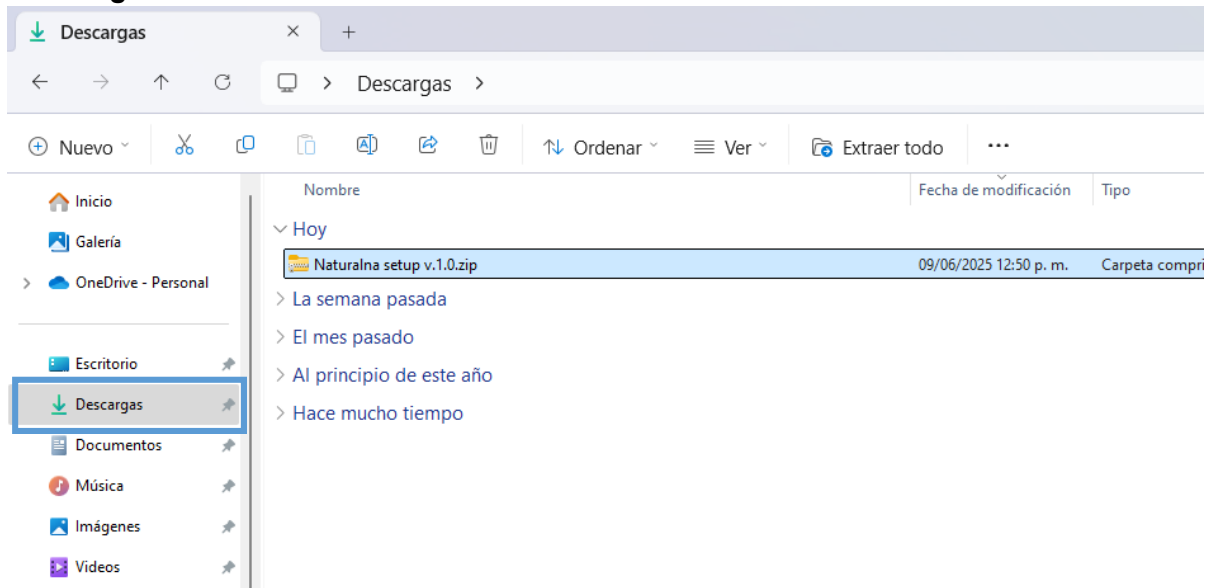 Descargas
Descargas
Nuevo Ordenar Ver Extraer todo
Nombre Fecha de modificación Tipo
Inicio
Galería
OneDrive - Personal
Escritorio
Descargas
Documentos
Música
Imágenes
Videos
Hoy
Naturalna setup v.1.0.zip 09/06/2025 12:50 p. m. Carpeta compri
La semana pasada
El mes pasado
Al principio de este año
Hace mucho tiempo